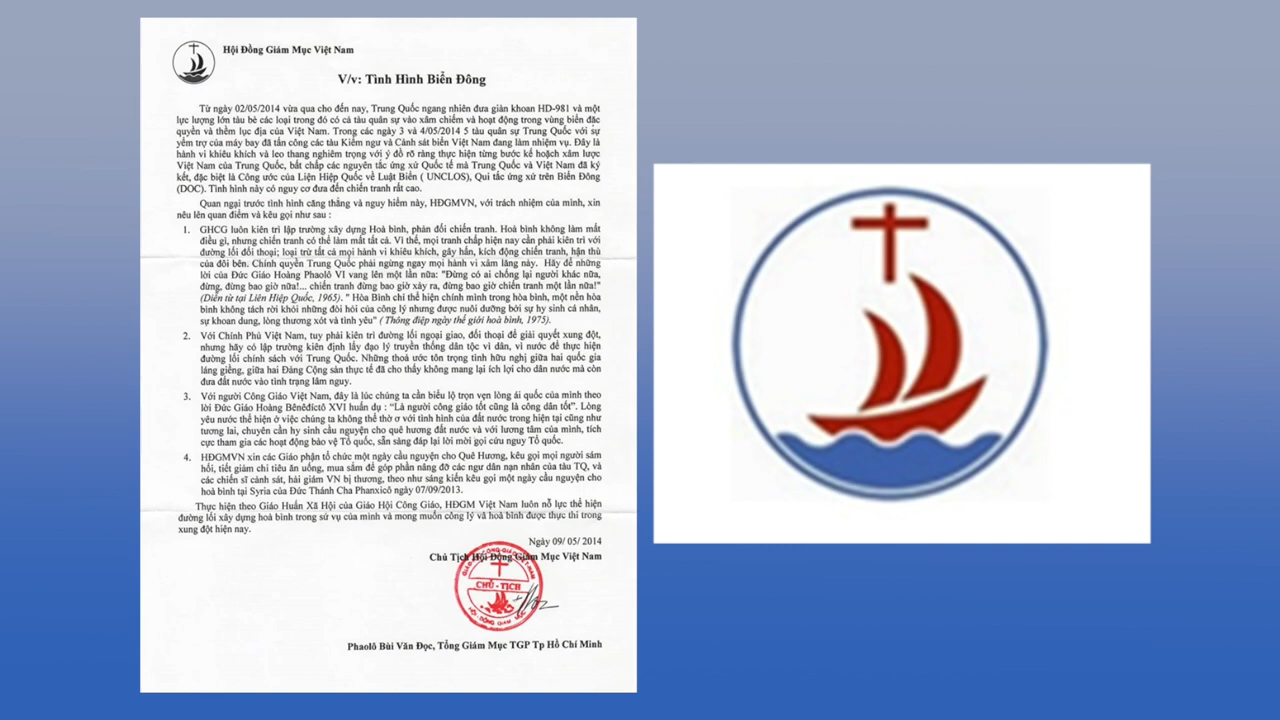 Hội Đồng Giám Mục Việt Nam
V/v: Tình Hình Biển Đông
Từ ngày 02/05/2014 vừa qua cho đến nay, Trung Quốc ngang nhiên đưa giàn khoan HD-981 và một
lực lượng lớn tàu bè các loại trong đó có cả tàu quân sự vào xâm chiếm và hoạt động trong vùng biển đặc
quyền và thềm lục địa của Việt Nam. Trong các ngày 3 và 4/05/2014 5 tàu quân sự Trung Quốc với sự
yểm trợ của máy bay đã tấn công các tàu Kiểm ngư và Cảnh sát biển Việt Nam đang làm nhiệm vụ. Đây là
hành vi khiêu khích và leo thang nghiêm trọng với ý đồ rõ ràng thực hiện từng bước kế hoạch xâm lược
Việt Nam của Trung Quốc, bất chấp các nguyên tắc ứng xử Quốc tế mà Trung Quốc và Việt Nam đã ký
kết, đặc biệt là Công ước của Liện Hiệp Quốc về Luật Biển ( UNCLOS), Qui tắc ứng xử trên Biển Đông
(DOC). Tình hình này có nguy cơ đưa đến chiến tranh rất cao.
Quan ngại trước tình hình căng thẳng và nguy hiểm này, HĐGMVN, với trách nhiệm của mình, xin
nêu lên quan điểm và kêu gọi như sau :
1. GHCG luôn kiên trì lập trường xây dựng Hoà bình, phản đối chiến tranh. Hoà bình không làm mất
điều gì, nhưng chiến tranh có thể làm mất tất cả. Vì thế, mọi tranh chấp hiện nay cần phải kiên trì với
đường lối đối thoại; loại trừ tất cả mọi hành vi khiêu khích, gây hấn, kích động chiến tranh, hận thù
của đôi bên. Chính quyền Trung Quốc phải ngừng ngay mọi hành vi xâm lăng này. Hãy để những
lời của Đức Giáo Hoàng Phaolô VI vang lên một lần nữa: "Đừng có ai chống lại người khác nữa,
đừng, đừng bao giờ nữa!... chiến tranh đừng bao giờ xảy ra, đừng bao giờ chiến tranh một lần nữa!"
(Diễn từ tại Liên Hiệp Quốc, 1965). " Hòa Bình chỉ thể hiện chính mình trong hòa bình, một nền hòa
bình không tách rời khỏi những đòi hỏi của công lý nhưng được nuôi dưỡng bởi sự hy sinh cá nhân,
sự khoan dung, lòng thương xót và tình yêu" ( Thông điệp ngày thế giới hoà bình, 1975).
2. Với Chính Phủ Việt Nam, tuy phải kiên trì đường lối ngoại giao, đối thoại để giải quyết xung đột,
nhưng hãy có lập trường kiên định lấy đạo lý truyền thống dân tộc vì dân, vì nước để thực hiện
đường lối chính sách với Trung Quốc. Những thoả ước tôn trọng tình hữu nghị giữa hai quốc gia
láng giềng, giữa hai Đảng Cộng sản thực tế đã cho thấy không mang lại ích lợi cho dân nước mà còn
đưa đất nước vào tình trạng lâm nguy.
3. Với người Công Giáo Việt Nam, đây là lúc chúng ta cần biểu lộ trọn vẹn lòng ái quốc của mình theo
lời Đức Giáo Hoàng Bênêđíctô XVI huấn dụ : “Là người công giáo tốt cũng là công dân tốt”. Lòng
yêu nước thể hiện ở việc chúng ta không thể thờ ơ với tình hình của đất nước trong hiện tại cũng như
tương lai, chuyên cần hy sinh cầu nguyện cho quê hương đất nước và với lương tâm của mình, tích
cực tham gia các hoạt động bảo vệ Tổ quốc, sẵn sàng đáp lại lời mời gọi cứu nguy Tổ quốc.
4. HĐGMVN xin các Giáo phận tổ chức một ngày cầu nguyện cho Quê Hương, kêu gọi mọi người sám
hối, tiết giảm chi tiêu ăn uống, mua sắm để góp phần nâng đỡ các ngư dân nạn nhân của tàu TQ, và
các chiến sĩ cảnh sát, hải giám VN bị thương, theo như sáng kiến kêu gọi một ngày cầu nguyện cho
hoà bình tại Syria của Đức Thánh Cha Phanxicô ngày 07/09/2013.
Thực hiện theo Giáo Huấn Xã Hội của Giáo Hội Công Giáo, HĐGM Việt Nam luôn nỗ lực thể hiện
đường lối xây dựng hoà bình trong sứ vụ của mình và mong muốn công lý và hoà bình được thực thi trong
xung đột hiện nay.
Ngày 09/ 05/ 2014
Chủ Tịch Hội Đồng Giám Mục Việt Nam
GIÁO HỘI CÔNG GIÁO VIỆT-NAM
CHỦ - TỊCH
HỘI - ĐỒNG GIÁM MỤC
Phaolô Bùi Văn Đọc, Tổng Giám Mục TGP Tp Hồ Chí Minh